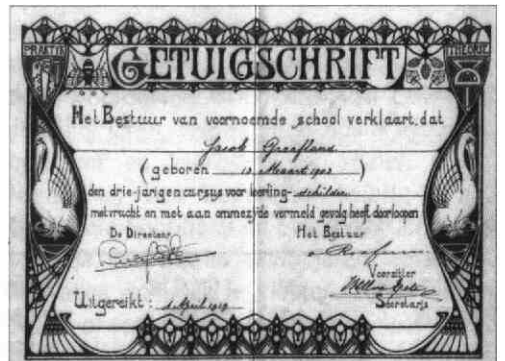 PRAKTIJK THEORIE
GETUIGSCHRIFT
Het Bestuur van voornoemde school verklaart, dat
Jacob Graafland
(geboren 13 Maart 1903)
den drie-jarigen cursus voor leerling- schilder
met vrucht en met aan ommezijde vermeld gevolg heeft doorloopen
De Directeur Het Bestuur
Voorzitter
Secretaris
Uitgereikt: 1 April 1919